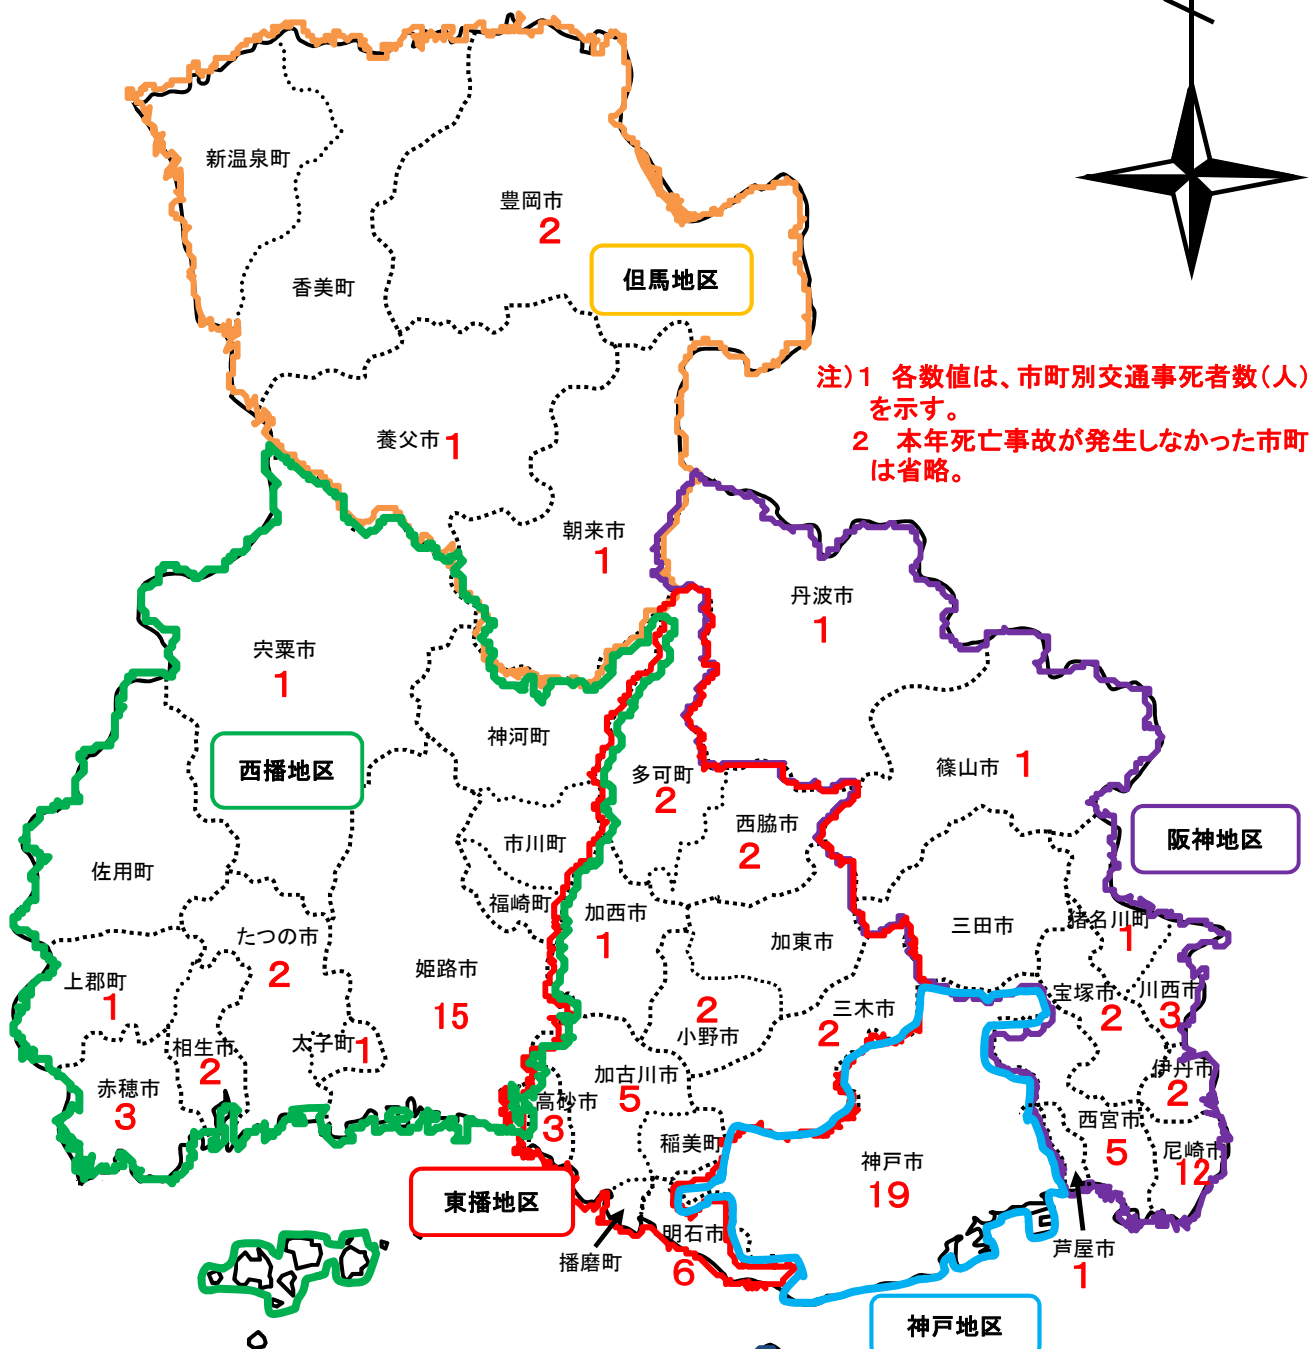 新温泉町
豊岡市
2
但馬地区
香美町
注)1 各数値は、市町別交通事死者数(人)
を示す。
2 本年死亡事故が発生しなかった市町
は省略。
養父市 1
朝来市
1
丹波市
1
宍粟市
1
神河町
西播地区
多可町
2
篠山市 1
西脇市
2
阪神地区
市川町
佐用町
福崎町
加西市
1
猪名川町
1
三田市
たつの市
2
加東市
姫路市
15
上郡町
1
宝塚市
2
川西市
3
三木市
2
2
小野市
相生市
2
太子町 1
伊丹市
2
赤穂市
3
加古川市
5
高砂市
3
西宮市
5
稲美町
尼崎市
12
神戸市
19
東播地区
明石市
6
播磨町
芦屋市
1
神戸地区